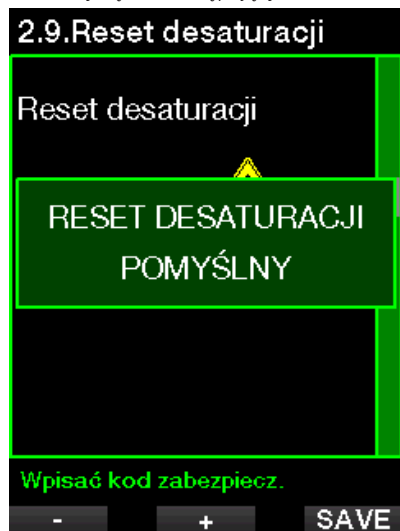 2.9.Reset desaturacji
Reset desaturacji
RESET DESATURACJI
POMYŚLNY
Wpisać kod zabezpiecz.
- + SAVE